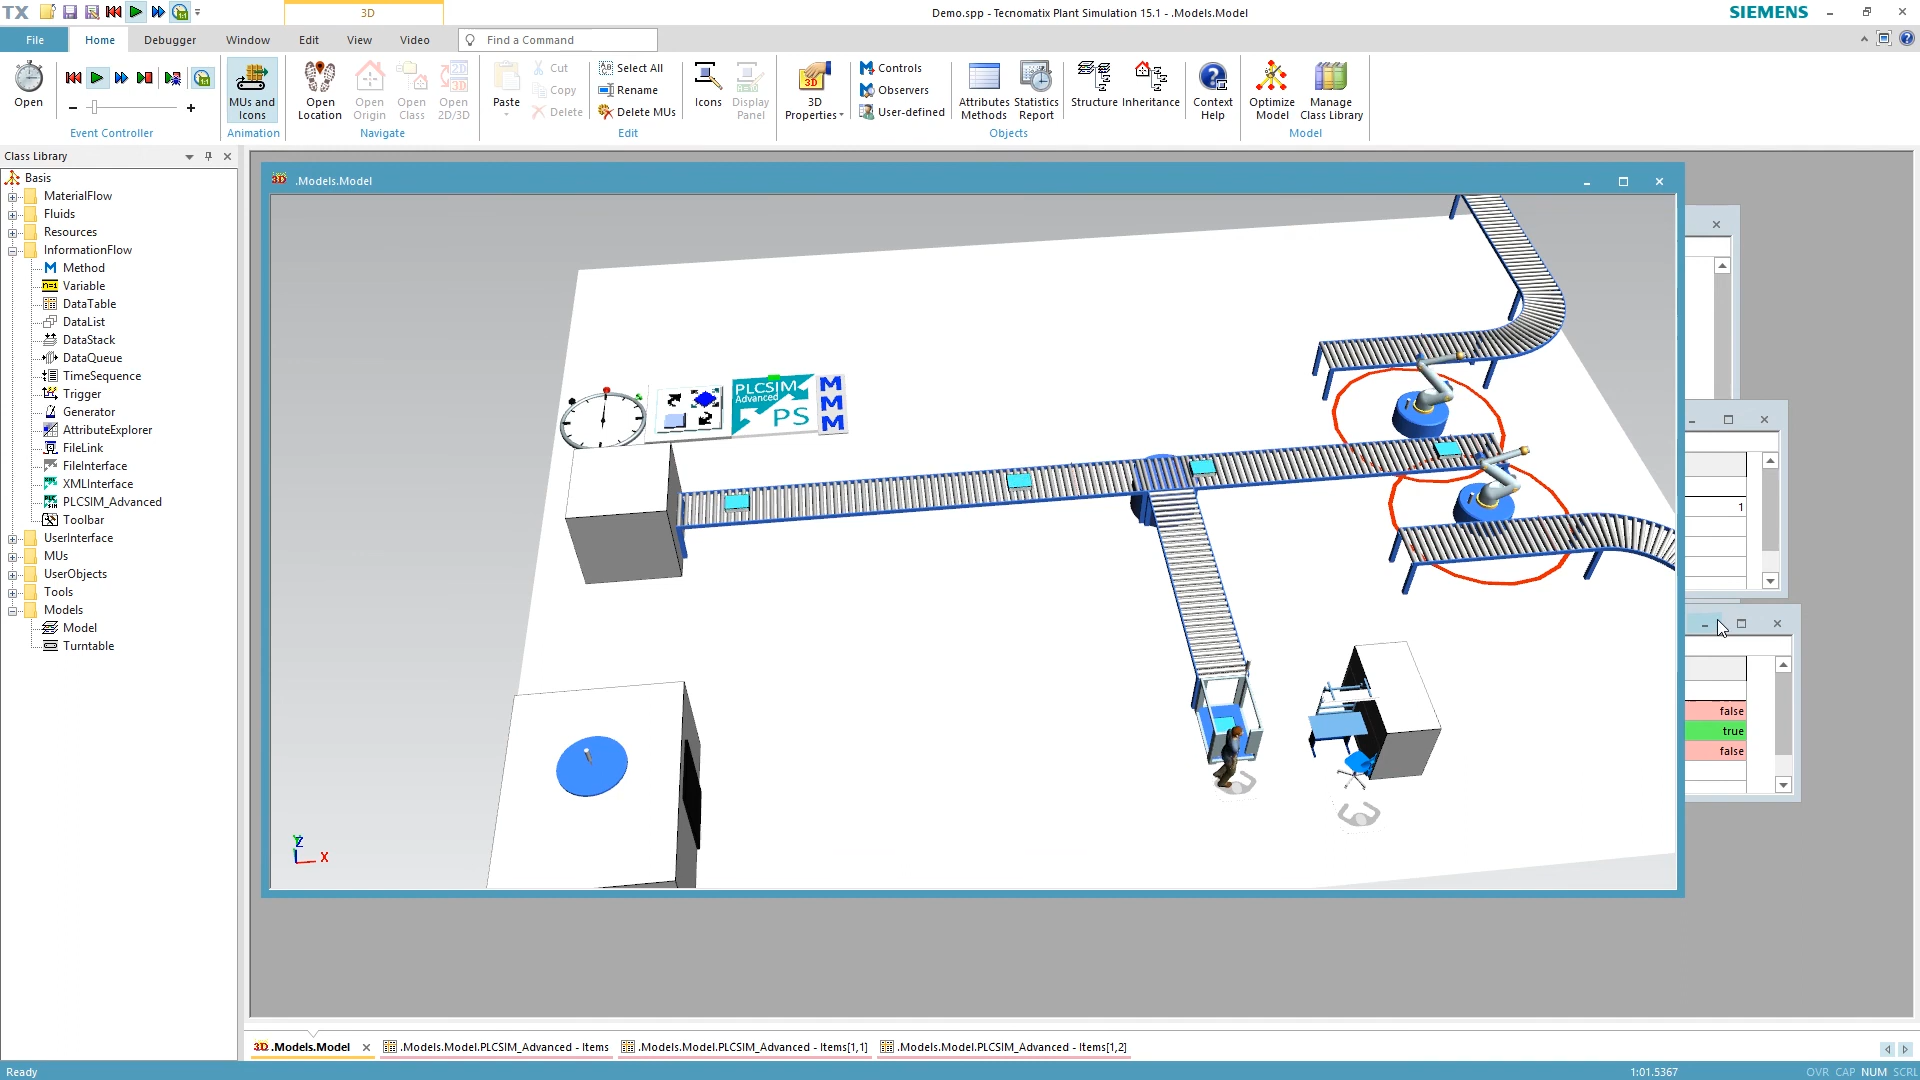 TX
3D
Demo.spp - Tecnomatix Plant Simulation 15.1 - .Models.Model
SIEMENS
File
Home
Debugger
Window
Edit
View
Video
Find a Command
Open
Event Controller
MUs and
Icons
Animation
Open
Location
Open
Origin
Open
Class
Open
2D/3D
Navigate
Paste
Cut
Copy
Delete
Select All
Rename
Delete MUs
Edit
Icons
Display
Panel
3D
Properties
Controls
Observers
User-defined
Attributes
Methods
Statistics
Report
Objects
Structure
Inheritance
Context
Help
Optimize
Model
Manage
Class Library
Model
Class Library
Basis
MaterialFlow
Fluids
Resources
InformationFlow
Method
Variable
DataTable
DataList
DataStack
DataQueue
TimeSequence
Trigger
Generator
AttributeExplorer
FileLink
FileInterface
XMLInterface
PLCSIM_Advanced
Toolbar
UserInterface
MUs
UserObjects
Tools
Models
Model
Turntable
3D .Models.Model
PLCSIM
Advanced
PS
M
M
M
Z
X
1
false
true
false
3D .Models.Model
.Models.Model.PLCSIM_Advanced - Items
.Models.Model.PLCSIM_Advanced - Items[1,1]
.Models.Model.PLCSIM_Advanced - Items[1,2]
Ready
1:01.5367
OVR CAP NUM SCRL